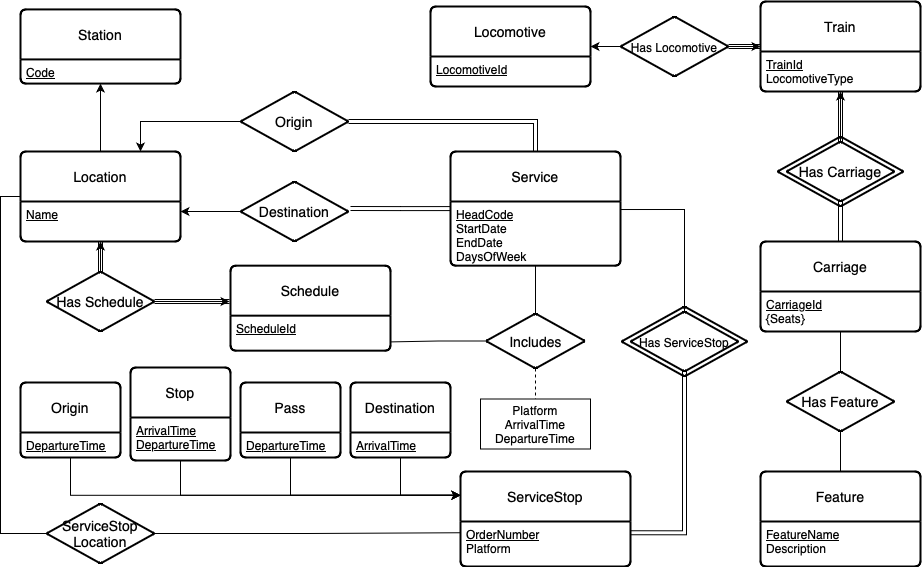 Station
Code
Locomotive
LocomotiveId
Has Locomotive
Train
TrainId
LocomotiveType
Origin
Location
Name
Destination
Service
HeadCode
StartDate
EndDate
DaysOfWeek
Has Carriage
Has Schedule
Schedule
ScheduleId
Includes
Has ServiceStop
Carriage
CarriageId
{Seats}
Platform
ArrivalTime
DepartureTime
Has Feature
Origin
DepartureTime
Stop
ArrivalTime
DepartureTime
Pass
DepartureTime
Destination
ArrivalTime
ServiceStop
Location
ServiceStop
OrderNumber
Platform
Feature
FeatureName
Description